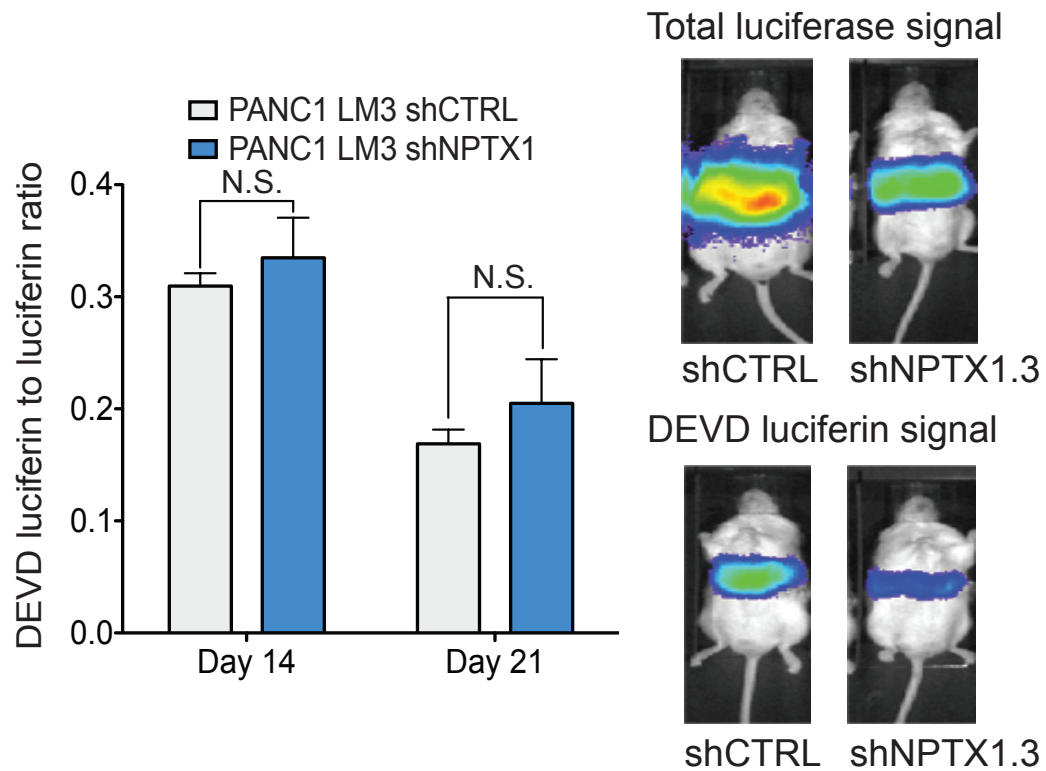 Total luciferase signal
PANC1 LM3 shCTRL
PANC1 LM3 shNPTX1
DEVD luciferin to luciferin ratio
0.4
0.3
0.2
0.1
0.0
N.S.
N.S.
Day 14
Day 21
shCTRL
shNPTX1.3
DEVD luciferin signal
shCTRL
shNPTX1.3